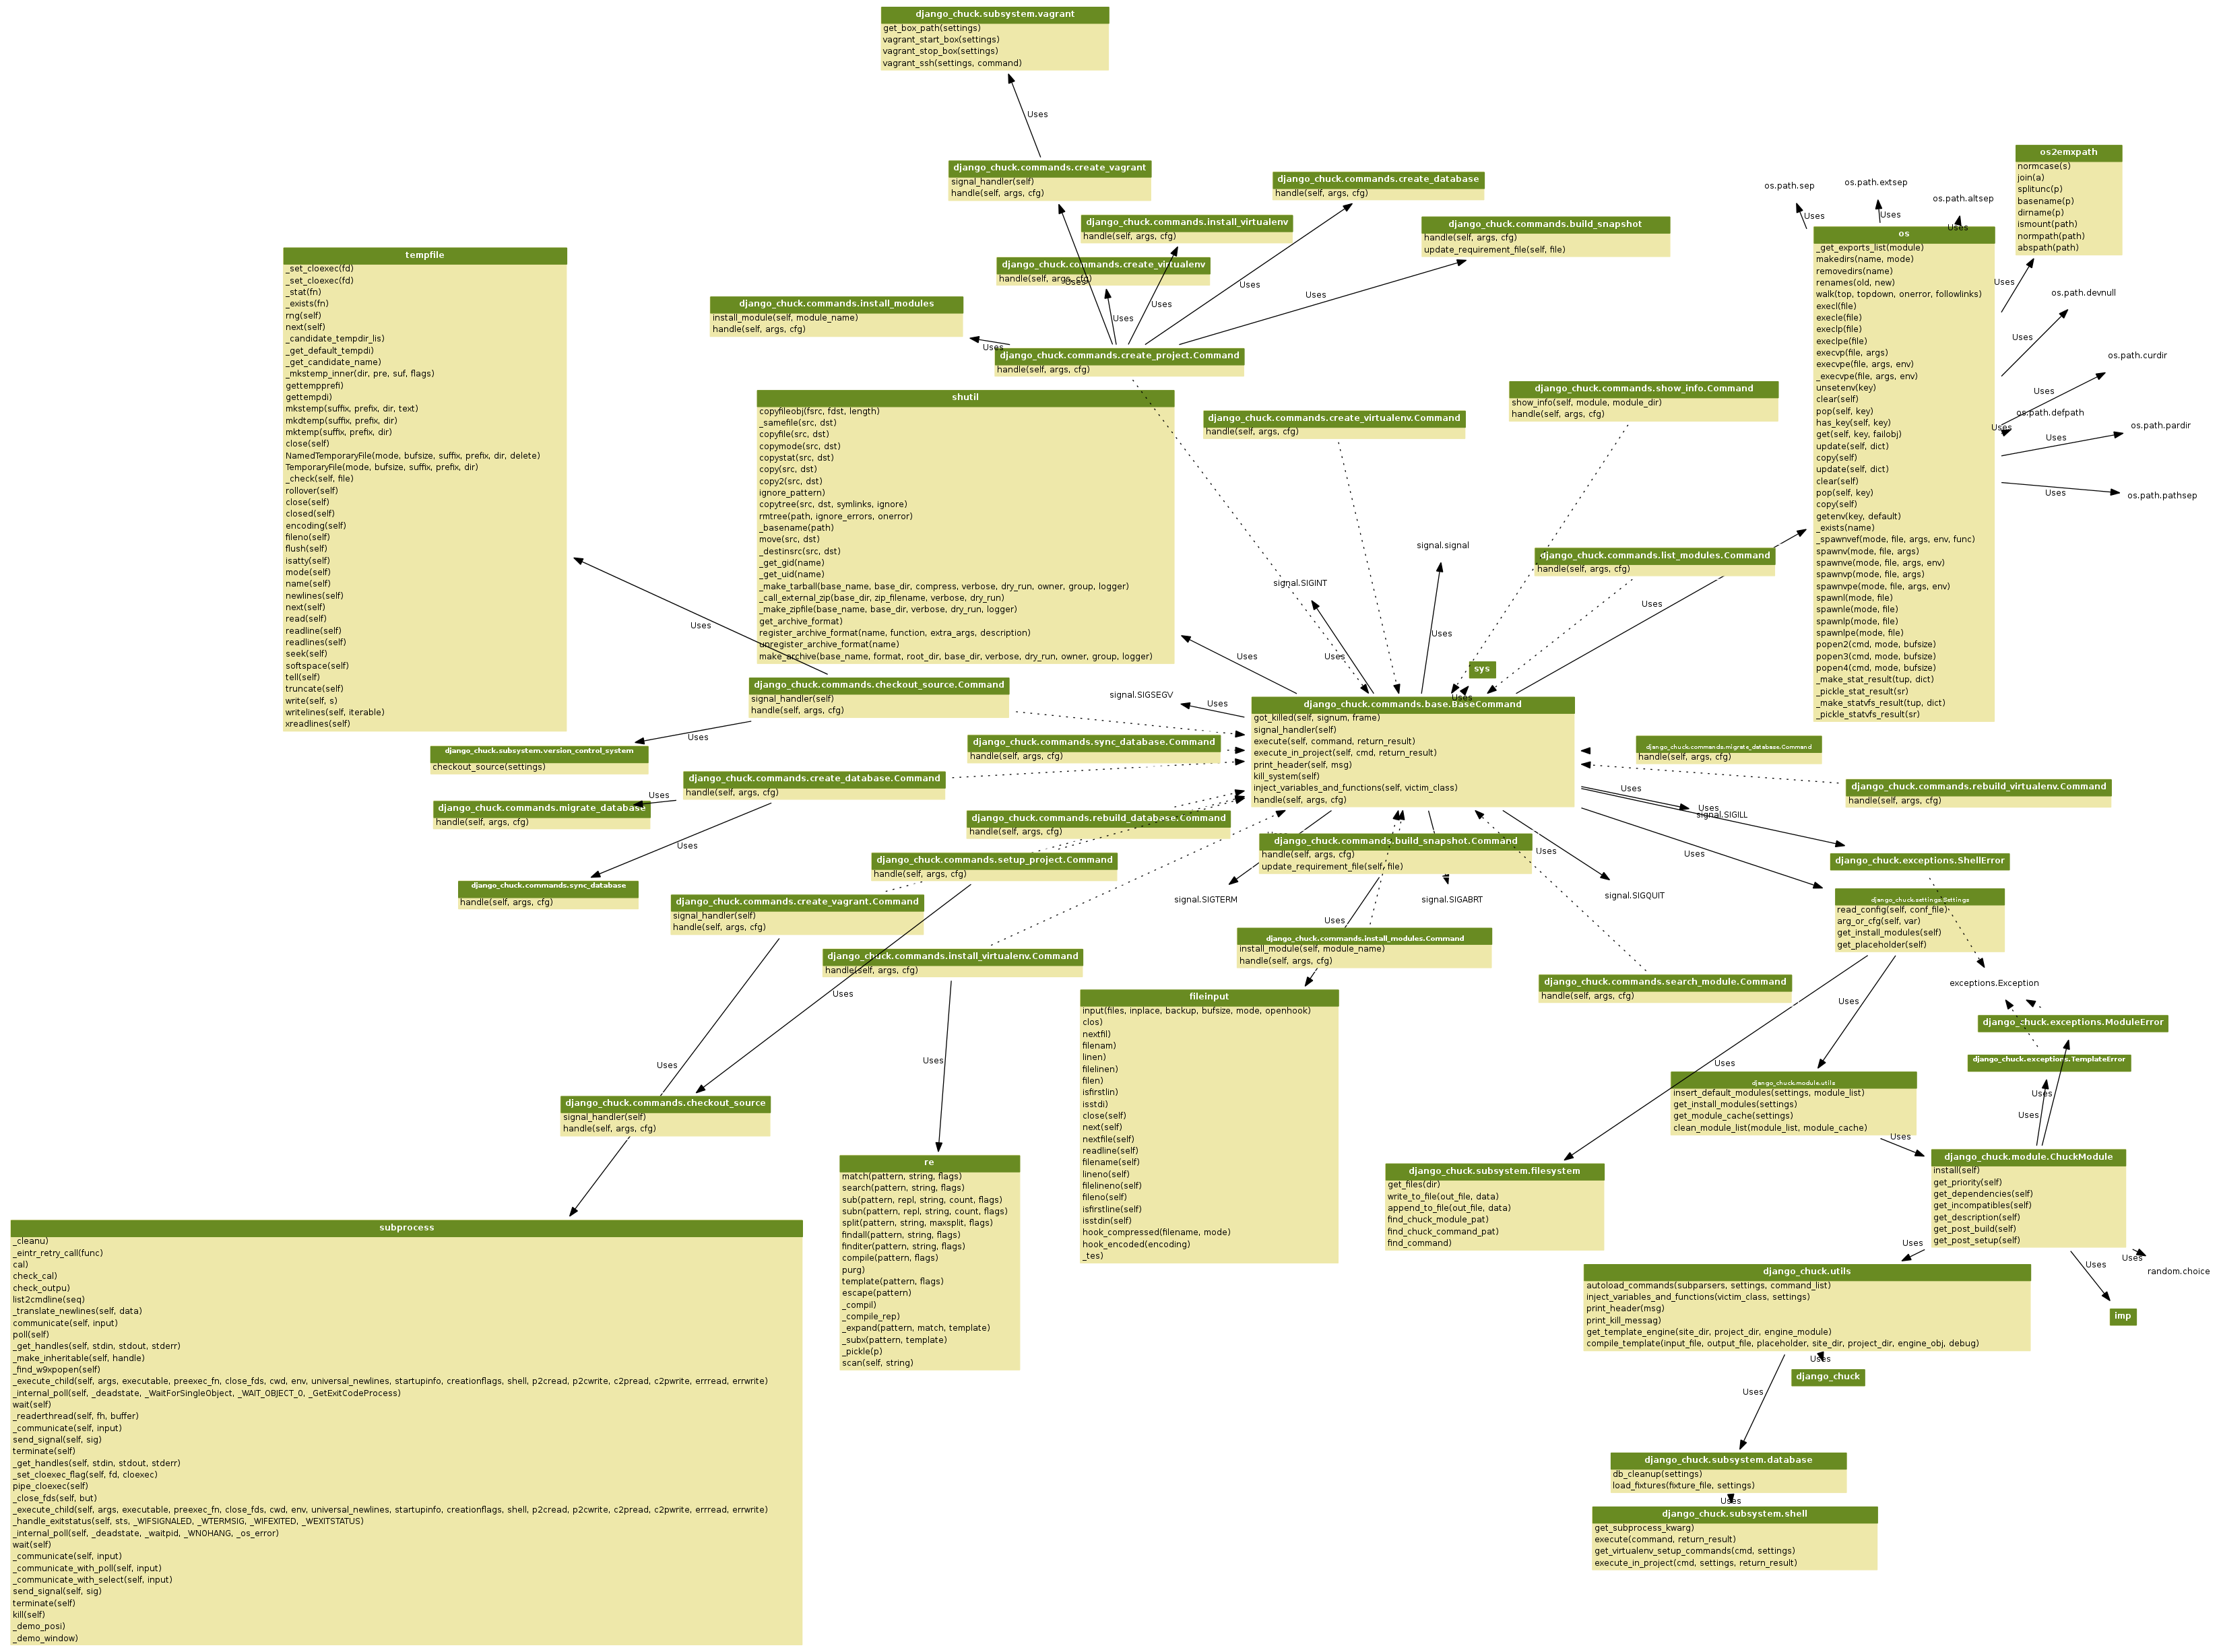 django_chuck.subsystem.vagrant
get_box_path(settings)
vagrant_start_box(settings)
vagrant_stop_box(settings)
vagrant_ssh(settings, command)
Uses
django_chuck.commands.create_vagrant
signal_handler(self)
handle(self, args, cfg)
django_chuck.commands.create_database
handle(self, args, cfg)
django_chuck.commands.install_virtualenv
handle(self, args, cfg)
django_chuck.commands.build_snapshot
handle(self, args, cfg)
update_requirement_file(self, file)
django_chuck.commands.create_virtualenv
handle(self, args, cfg)
Uses
Uses
Uses
Uses
Uses
django_chuck.commands.install_modules
install_module(self, module_name)
handle(self, args, cfg)
Uses
django_chuck.commands.create_project.Command
handle(self, args, cfg)
os2emxpath
normcase(s)
join(a)
splitunc(p)
basename(p)
dirname(p)
ismount(path)
normpath(path)
abspath(path)
os.path.sep
os.path.extsep
os.path.altsep
Uses
Uses
Uses
os
_get_exports_list(module)
makedirs(name, mode)
removedirs(name)
renames(old, new)
walk(top, topdown, onerror, followlinks)
execl(file)
execle(file)
execlp(file)
execlpe(file)
execvp(file, args)
execvpe(file, args, env)
_execvpe(file, args, env)
unsetenv(key)
clear(self)
pop(self, key)
has_key(self, key)
get(self, key, failobj)
update(self, dict)
copy(self)
update(self, dict)
clear(self)
pop(self, key)
copy(self)
getenv(key, default)
_exists(name)
_spawnvef(mode, file, args, env, func)
spawnv(mode, file, args)
spawnve(mode, file, args, env)
spawnvp(mode, file, args)
spawnvpe(mode, file, args, env)
spawnl(mode, file)
spawnle(mode, file)
spawnlp(mode, file)
spawnlpe(mode, file)
popen2(cmd, mode, bufsize)
popen3(cmd, mode, bufsize)
popen4(cmd, mode, bufsize)
_make_stat_result(tup, dict)
_pickle_stat_result(sr)
_make_statvfs_result(tup, dict)
_pickle_statvfs_result(sr)
Uses
os.path.devnull
Uses
os.path.curdir
Uses
os.path.defpath
Uses
os.path.pardir
Uses
os.path.pathsep
Uses
tempfile
_set_cloexec(fd)
_set_cloexec(fd)
_stat(fn)
_exists(fn)
rng(self)
next(self)
_candidate_tempdir_lis)
_get_default_tempdi)
_get_candidate_name)
_mkstemp_inner(dir, pre, suf, flags)
gettempprefi)
gettempdi)
mkstemp(suffix, prefix, dir, text)
mkdtemp(suffix, prefix, dir)
mktemp(suffix, prefix, dir)
close(self)
NamedTemporaryFile(mode, bufsize, suffix, prefix, dir, delete)
TemporaryFile(mode, bufsize, suffix, prefix, dir)
_check(self, file)
rollover(self)
close(self)
closed(self)
encoding(self)
fileno(self)
flush(self)
isatty(self)
mode(self)
name(self)
newlines(self)
next(self)
read(self)
readline(self)
readlines(self)
seek(self)
softspace(self)
tell(self)
truncate(self)
write(self, s)
writelines(self, iterable)
xreadlines(self)
Uses
shutil
copyfileobj(fsrc, fdst, length)
_samefile(src, dst)
copyfile(src, dst)
copymode(src, dst)
copystat(src, dst)
copy(src, dst)
copy2(src, dst)
ignore_pattern)
copytree(src, dst, symlinks, ignore)
rmtree(path, ignore_errors, onerror)
_basename(path)
move(src, dst)
_destinsrc(src, dst)
_get_gid(name)
_get_uid(name)
_make_tarball(base_name, base_dir, compress, verbose, dry_run, owner, group, logger)
_call_external_zip(base_dir, zip_filename, verbose, dry_run)
_make_zipfile(base_name, base_dir, verbose, dry_run, logger)
get_archive_format)
register_archive_format(name, function, extra_args, description)
unregister_archive_format(name)
make_archive(base_name, format, root_dir, base_dir, verbose, dry_run, owner, group, logger)
django_chuck.commands.create_virtualenv.Command
handle(self, args, cfg)
django_chuck.commands.show_info.Command
show_info(self, module, module_dir)
handle(self, args, cfg)
django_chuck.commands.list_modules.Command
handle(self, args, cfg)
signal.signal
signal.SIGINT
Uses
Uses
Uses
Uses
sys
Uses
signal.SIGSEGV
Uses
django_chuck.commands.base.BaseCommand
got_killed(self, signum, frame)
signal_handler(self)
execute(self, command, return_result)
execute_in_project(self, cmd, return_result)
print_header(self, msg)
kill_system(self)
inject_variables_and_functions(self, victim_class)
handle(self, args, cfg)
django_chuck.commands.checkout_source.Command
signal_handler(self)
handle(self, args, cfg)
Uses
django_chuck.subsystem.version_control_system
checkout_source(settings)
django_chuck.commands.sync_database.Command
handle(self, args, cfg)
django_chuck.commands.create_database.Command
handle(self, args, cfg)
Uses
django_chuck.commands.migrate_database
handle(self, args, cfg)
Uses
django_chuck.commands.sync_database
handle(self, args, cfg)
django_chuck.commands.migrate_database.Command
handle(self, args, cfg)
django_chuck.commands.rebuild_virtualenv.Command
handle(self, args, cfg)
Uses
Uses
signal.SIGILL
Uses
django_chuck.exceptions.ShellError
django_chuck.commands.rebuild_database.Command
handle(self, args, cfg)
django_chuck.commands.setup_project.Command
handle(self, args, cfg)
django_chuck.commands.build_snapshot.Command
handle(self, args, cfg)
update_requirement_file(self, file)
Uses
signal.SIGTERM
signal.SIGABRT
signal.SIGQUIT
Uses
django_chuck.commands.create_vagrant.Command
signal_handler(self)
handle(self, args, cfg)
django_chuck.commands.install_virtualenv.Command
handle(self, args, cfg)
django_chuck.commands.install_modules.Command
install_module(self, module_name)
handle(self, args, cfg)
django_chuck.commands.search_module.Command
handle(self, args, cfg)
django_chuck.settings.Settings
read_config(self, conf_file)
arg_or_cfg(self, var)
get_install_modules(self)
get_placeholder(self)
exceptions.Exception
django_chuck.exceptions.ModuleError
django_chuck.exceptions.TemplateError
Uses
Uses
Uses
Uses
Uses
Uses
Uses
Uses
fileinput
input(files, inplace, backup, bufsize, mode, openhook)
clos)
nextfil)
filenam)
linen)
filelinen)
filen)
isfirstlin)
isstdi)
close(self)
next(self)
nextfile(self)
readline(self)
filename(self)
lineno(self)
filelineno(self)
fileno(self)
isfirstline(self)
isstdin(self)
hook_compressed(filename, mode)
hook_encoded(encoding)
_tes)
django_chuck.module.utils
insert_default_modules(settings, module_list)
get_install_modules(settings)
get_module_cache(settings)
clean_module_list(module_list, module_cache)
Uses
django_chuck.commands.checkout_source
signal_handler(self)
handle(self, args, cfg)
re
match(pattern, string, flags)
search(pattern, string, flags)
sub(pattern, repl, string, count, flags)
subn(pattern, repl, string, count, flags)
split(pattern, string, maxsplit, flags)
findall(pattern, string, flags)
finditer(pattern, string, flags)
compile(pattern, flags)
purg)
template(pattern, flags)
escape(pattern)
_compil)
_compile_rep)
_expand(pattern, match, template)
_subx(pattern, template)
_pickle(p)
scan(self, string)
django_chuck.subsystem.filesystem
get_files(dir)
write_to_file(out_file, data)
append_to_file(out_file, data)
find_chuck_module_pat)
find_chuck_command_pat)
find_command)
django_chuck.module.ChuckModule
install(self)
get_priority(self)
get_dependencies(self)
get_incompatibles(self)
get_description(self)
get_post_build(self)
get_post_setup(self)
Uses
Uses
Uses
random.choice
imp
django_chuck.utils
autoload_commands(subparsers, settings, command_list)
inject_variables_and_functions(victim_class, settings)
print_header(msg)
print_kill_messag)
get_template_engine(site_dir, project_dir, engine_module)
compile_template(input_file, output_file, placeholder, site_dir, project_dir, engine_obj, debug)
Uses
django_chuck
Uses
subprocess
_cleanu)
_eintr_retry_call(func)
cal)
check_cal)
check_outpu)
list2cmdline(seq)
_translate_newlines(self, data)
communicate(self, input)
poll(self)
_get_handles(self, stdin, stdout, stderr)
_make_inheritable(self, handle)
_find_w9xpopen(self)
_execute_child(self, args, executable, preexec_fn, close_fds, cwd, env, universal_newlines, startupinfo, creationflags, shell, p2cread, p2cwrite, c2pread, c2pwrite, errread, errwrite)
_internal_poll(self, _deadstate, _WaitForSingleObject, _WAIT_OBJECT_0, _GetExitCodeProcess)
wait(self)
_readerthread(self, fh, buffer)
_communicate(self, input)
send_signal(self, sig)
terminate(self)
_get_handles(self, stdin, stdout, stderr)
_set_cloexec_flag(self, fd, cloexec)
pipe_cloexec(self)
_close_fds(self, but)
_execute_child(self, args, executable, preexec_fn, close_fds, cwd, env, universal_newlines, startupinfo, creationflags, shell, p2cread, p2cwrite, c2pread, c2pwrite, errread, errwrite)
_handle_exitstatus(self, sts, _WIFSIGNALED, _WTERMSIG, _WIFEXITED, _WEXITSTATUS)
_internal_poll(self, _deadstate, _waitpid, _WNOHANG, _os_error)
wait(self)
_communicate(self, input)
_communicate_with_poll(self, input)
_communicate_with_select(self, input)
send_signal(self, sig)
terminate(self)
kill(self)
_demo_posi)
_demo_window)
django_chuck.subsystem.database
db_cleanup(settings)
load_fixtures(fixture_file, settings)
Uses
django_chuck.subsystem.shell
get_subprocess_kwarg)
execute(command, return_result)
get_virtualenv_setup_commands(cmd, settings)
execute_in_project(cmd, settings, return_result)